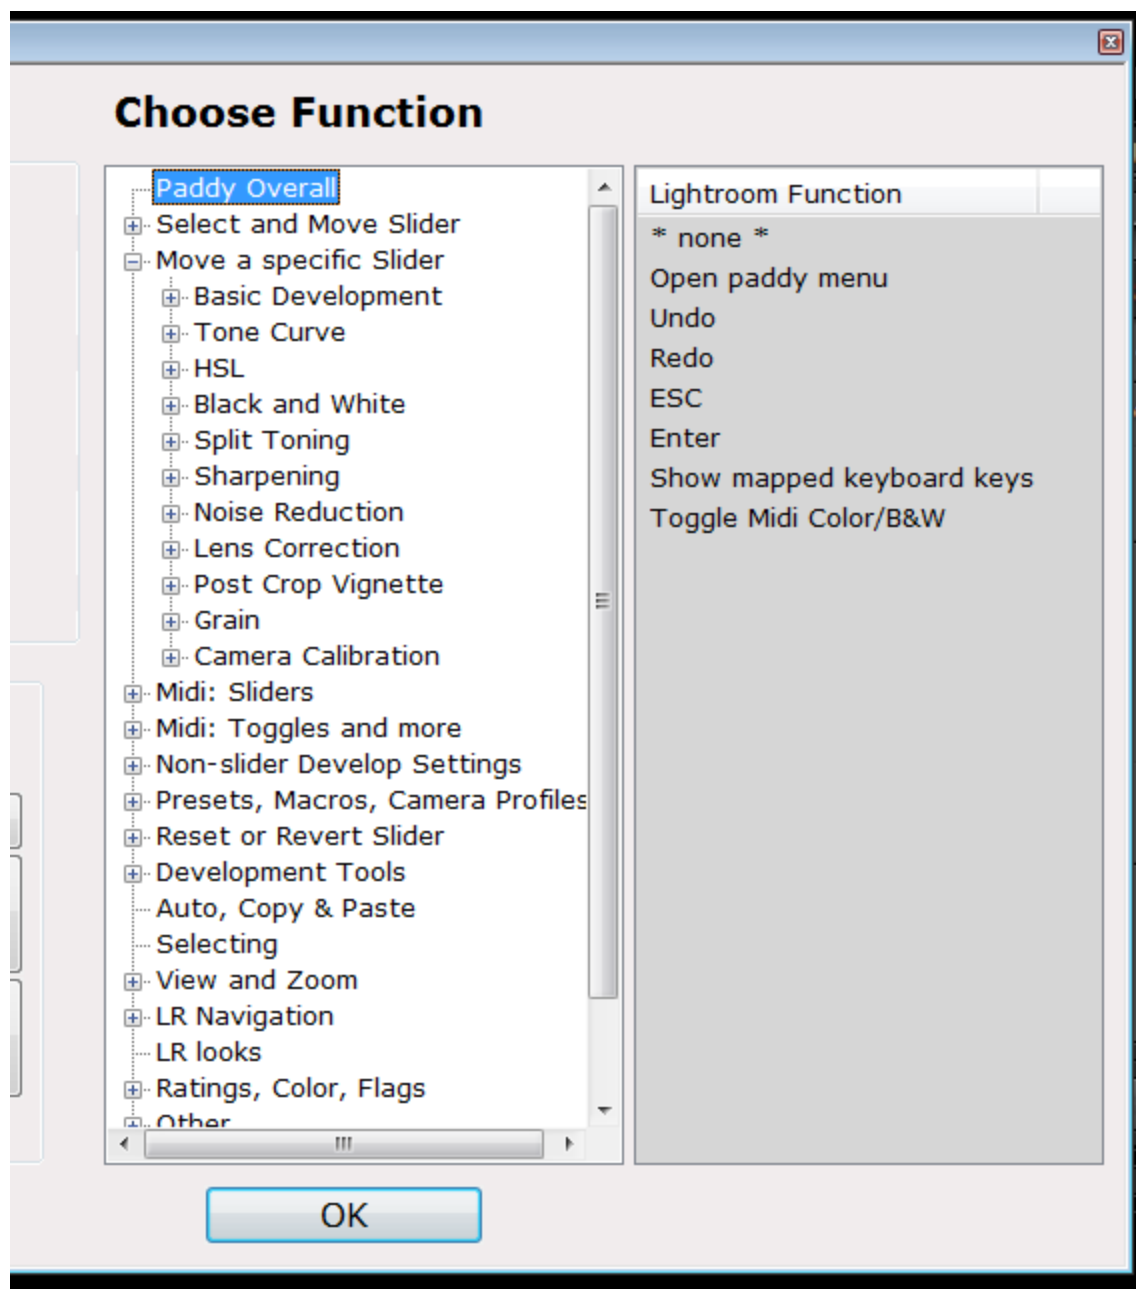 Choose Function
Paddy Overall
Select and Move Slider
Move a specific Slider
Basic Development
Tone Curve
HSL
Black and White
Split Toning
Sharpening
Noise Reduction
Lens Correction
Post Crop Vignette
Grain
Camera Calibration
Midi: Sliders
Midi: Toggles and more
Non-slider Develop Settings
Presets, Macros, Camera Profiles
Reset or Revert Slider
Development Tools
Auto, Copy & Paste
Selecting
View and Zoom
LR Navigation
LR looks
Ratings, Color, Flags
Other
Lightroom Function
* none *
Open paddy menu
Undo
Redo
ESC
Enter
Show mapped keyboard keys
Toggle Midi Color/B&W
OK